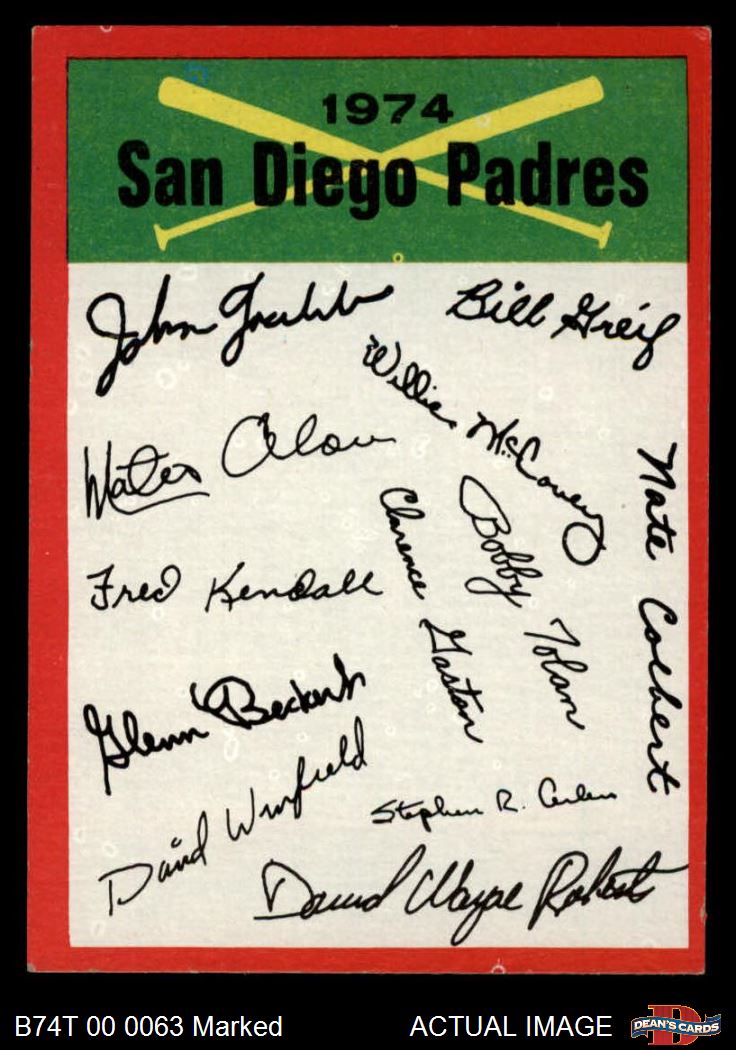 1974
San Diego Padres
John Grubb
Bill Greif
Willie McCovey
Mateo Alou
Nate Colbert
Clarence Gaston
Bobby Tolan
Fred Kendall
Glenn Beckert
David Winfield
Stephen R. Arlin
David Wayne Roberts
B74T 00 0063 Marked
ACTUAL IMAGE
D
DEAN'S CARDS